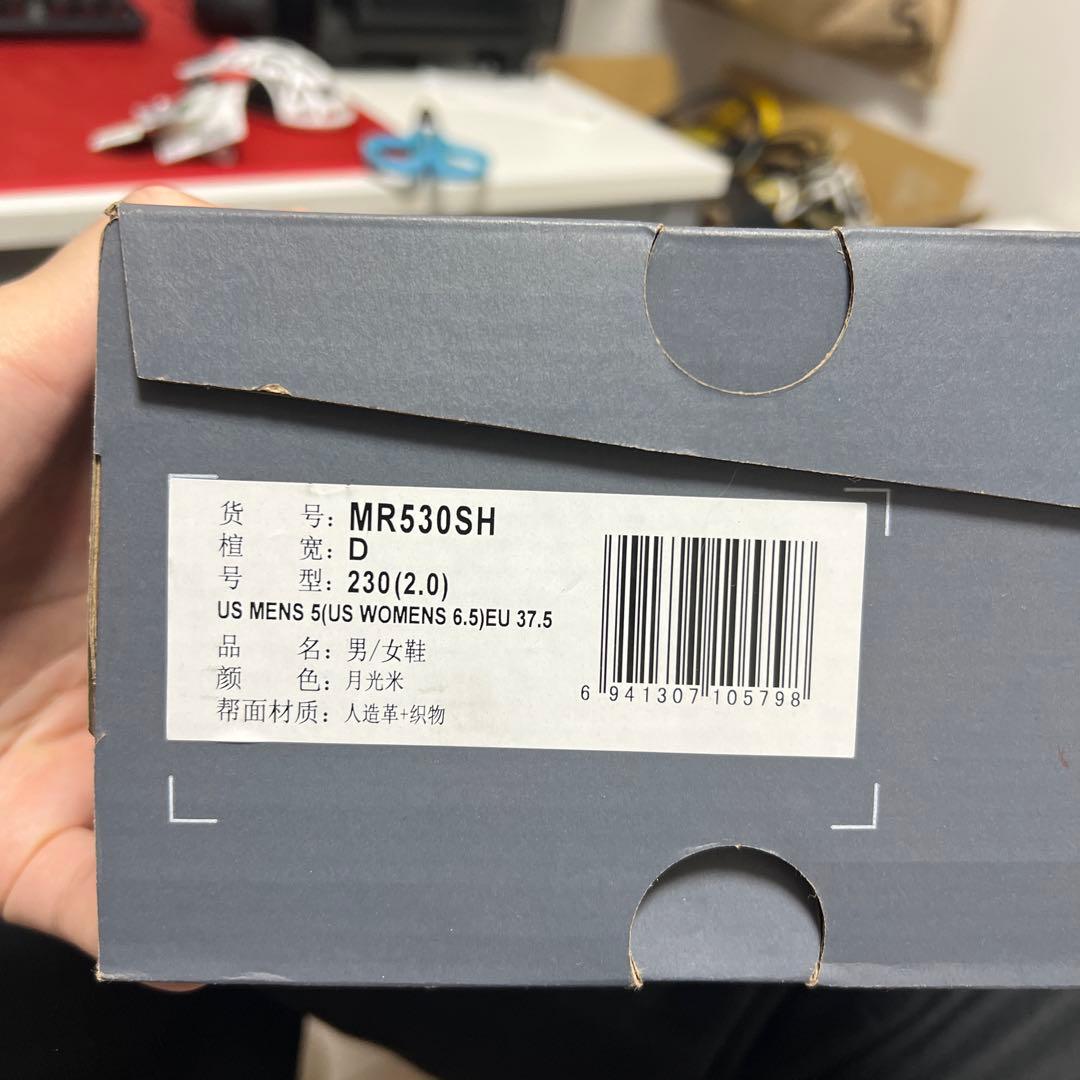 货 号：MR530SH
楦 宽：D
号 型：230(2.0)
US MENS 5(US WOMENS 6.5)EU 37.5
品 名：男/女鞋
颜 色：月光米
帮面材质：人造革+织物
6 941307 105798